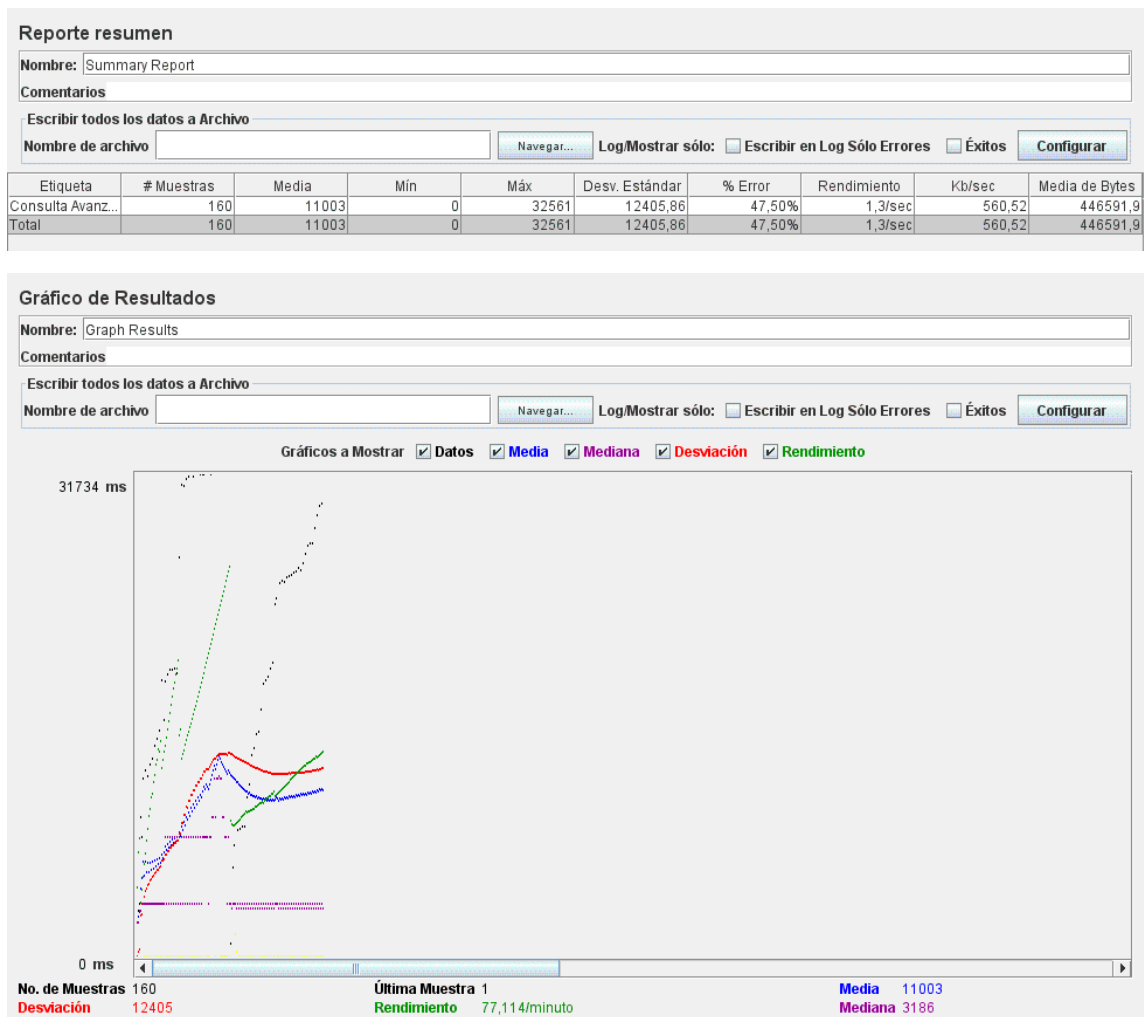 Reporte resumen
Nombre: Summary Report
Comentarios
Escribir todos los datos a Archivo
Nombre de archivo Navegar... Log/Mostrar sólo: Escribir en Log Sólo Errores Éxitos Configurar
Etiqueta # Muestras Media Mín Máx Desv. Estándar % Error Rendimiento Kb/sec Media de Bytes
Consulta Avanz... 160 11003 0 32561 12405,86 47,50% 1,3/sec 560,52 446591,9
Total 160 11003 0 32561 12405,86 47,50% 1,3/sec 560,52 446591,9
Gráfico de Resultados
Nombre: Graph Results
Comentarios
Escribir todos los datos a Archivo
Nombre de archivo Navegar... Log/Mostrar sólo: Escribir en Log Sólo Errores Éxitos Configurar
Gráficos a Mostrar Datos Media Mediana Desviación Rendimiento
31734 ms
0 ms
No. de Muestras 160 Última Muestra 1 Media 11003
Desviación 12405 Rendimiento 77,114/minuto Mediana 3186